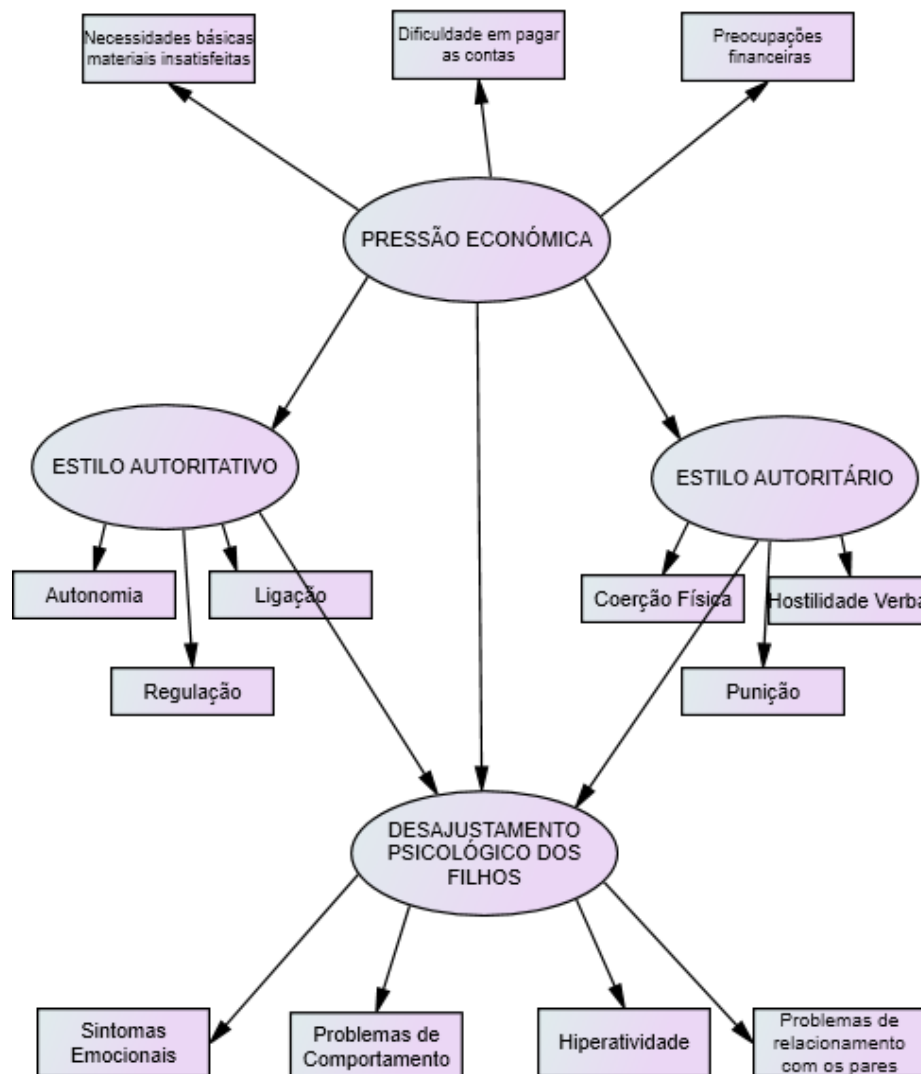 Necessidades básicas
materiais insatisfeitas
Dificuldade em pagar
as contas
Preocupações
financeiras
PRESSÃO ECONÓMICA
ESTILO AUTORITATIVO
ESTILO AUTORITÁRIO
Autonomia
Ligação
Coerção Física
Hostilidade Verba
Regulação
Punição
DESAJUSTAMENTO
PSICOLÓGICO DOS
FILHOS
Sintomas
Emocionais
Problemas de
Comportamento
Hiperatividade
Problemas de
relacionamento
com os pares